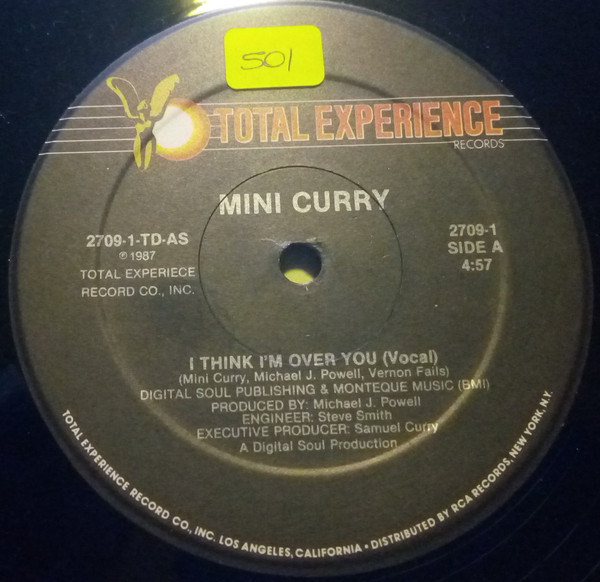 501
TOTAL EXPERIENCE
RECORDS
MINI CURRY
2709-1-TD-AS
℗ 1987
TOTAL EXPERIECE
RECORD CO., INC.
2709-1
SIDE A
4:57
I THINK I'M OVER YOU (Vocal)
(Mini Curry, Michael J. Powell, Vernon Fails)
DIGITAL SOUL PUBLISHING & MONTEQUE MUSIC (BMI)
PRODUCED BY: Michael J. Powell
ENGINEER: Steve Smith
EXECUTIVE PRODUCER: Samuel Curry
A Digital Soul Production
TOTAL EXPERIENCE RECORD CO., INC. LOS ANGELES, CALIFORNIA • DISTRIBUTED BY RCA RECORDS, NEW YORK, N.Y.